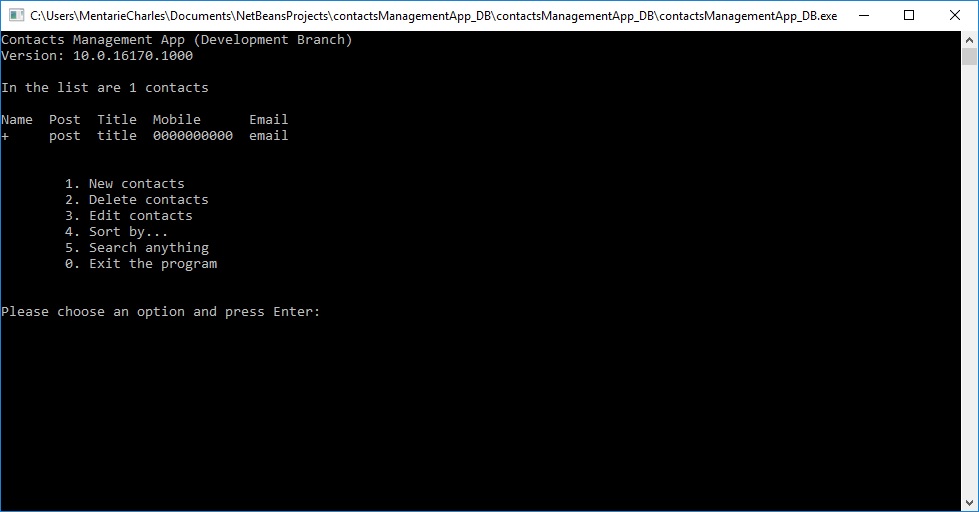 C:\Users\MentarieCharles\Documents\NetBeansProjects\contactsManagementApp_DB\contactsManagementApp_DB\contactsManagementApp_DB.exe
Contacts Management App (Development Branch)
Version: 10.0.16170.1000
In the list are 1 contacts
Name  Post  Title  Mobile      Email
+     post  title  0000000000  email
1. New contacts
2. Delete contacts
3. Edit contacts
4. Sort by...
5. Search anything
0. Exit the program
Please choose an option and press Enter: